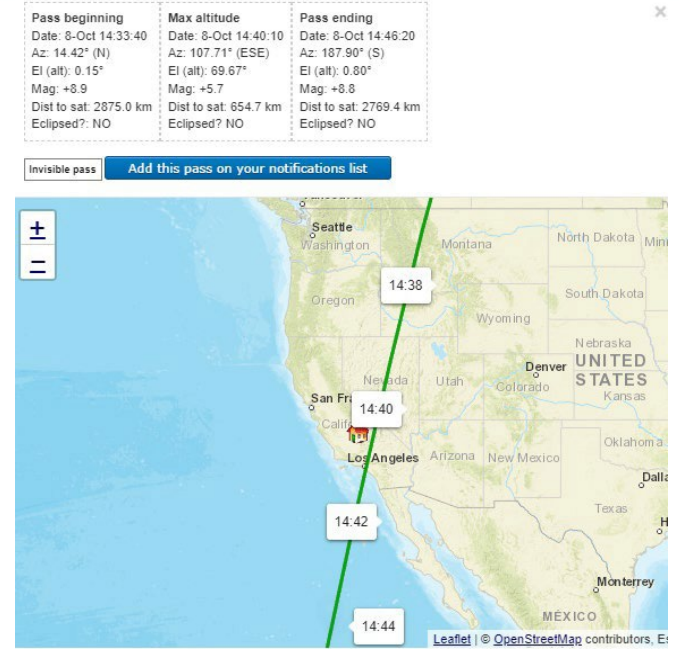 Pass beginning
Date: 8-Oct 14:33:40
Az: 14.42° (N)
El (alt): 0.15°
Mag: +8.9
Dist to sat: 2875.0 km
Eclipsed?: NO
Max altitude
Date: 8-Oct 14:40:10
Az: 107.71° (ESE)
El (alt): 69.67°
Mag: +5.7
Dist to sat: 654.7 km
Eclipsed? NO
Pass ending
Date: 8-Oct 14:46:20
Az: 187.90° (S)
El (alt): 0.80°
Mag: +8.8
Dist to sat: 2769.4 km
Eclipsed? NO
×
Invisible pass
Add this pass on your notifications list
+
−
Seattle
Washington
Montana
North Dakota
14:38
Oregon
South Dakota
Wyoming
Nebraska
Denver
UNITED
STATES
Nevada
Utah
Colorado
Kansas
San Fra
14:40
Califo
Los Angeles
Arizona
New Mexico
Oklahoma
Dalla
Texas
14:42
H
Monterrey
MÉXICO
14:44
Leaflet | © OpenStreetMap contributors, Es